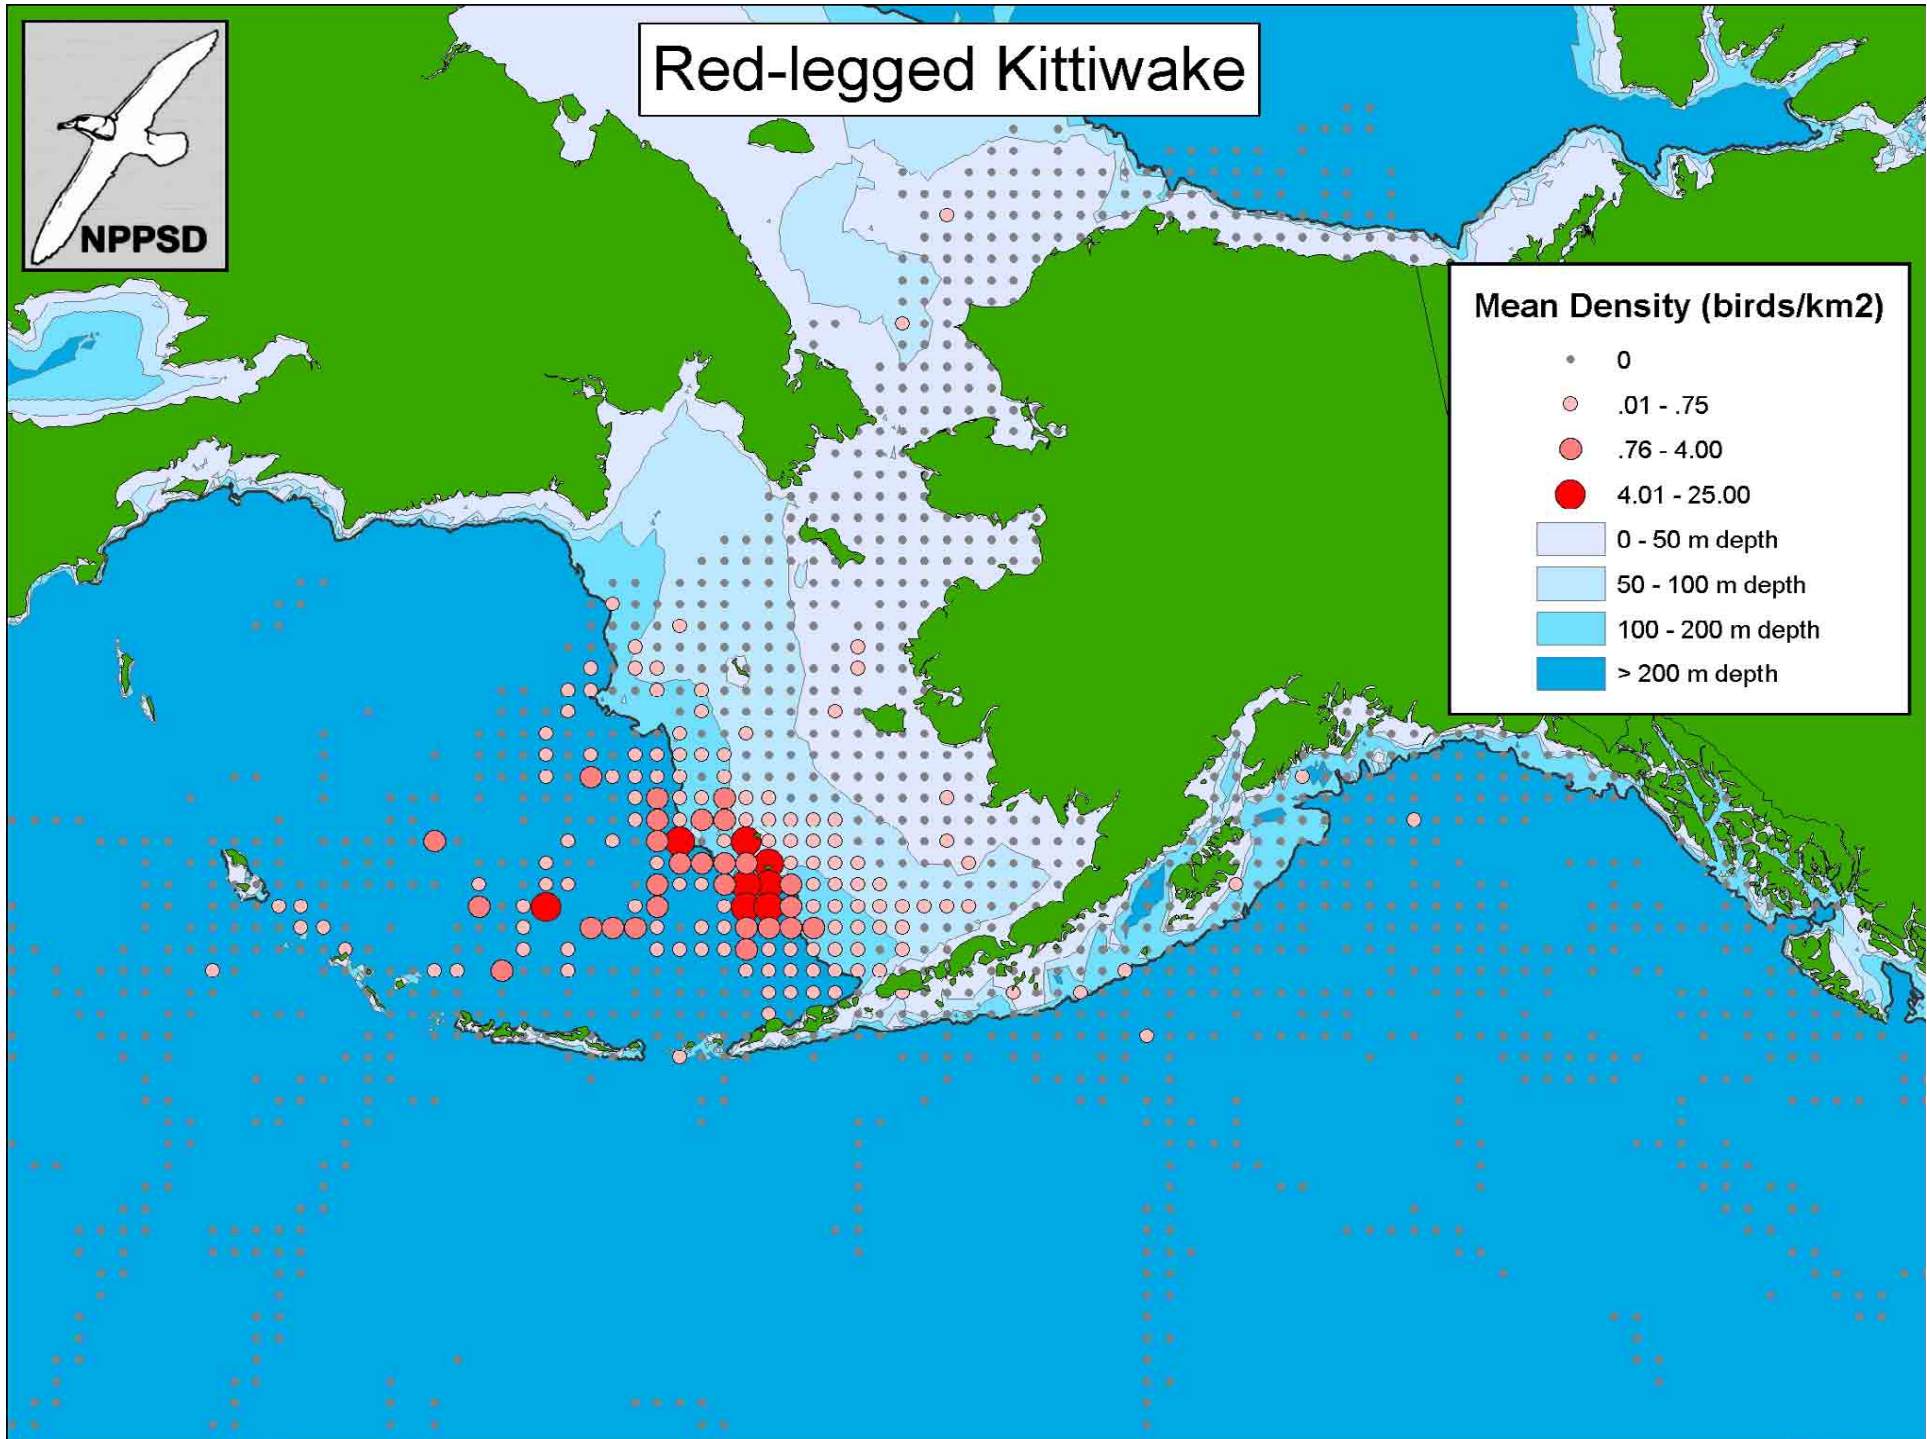 Red-legged Kittiwake
NPPSD
Mean Density (birds/km2)
0
.01 - .75
.76 - 4.00
4.01 - 25.00
0 - 50 m depth
50 - 100 m depth
100 - 200 m depth
> 200 m depth